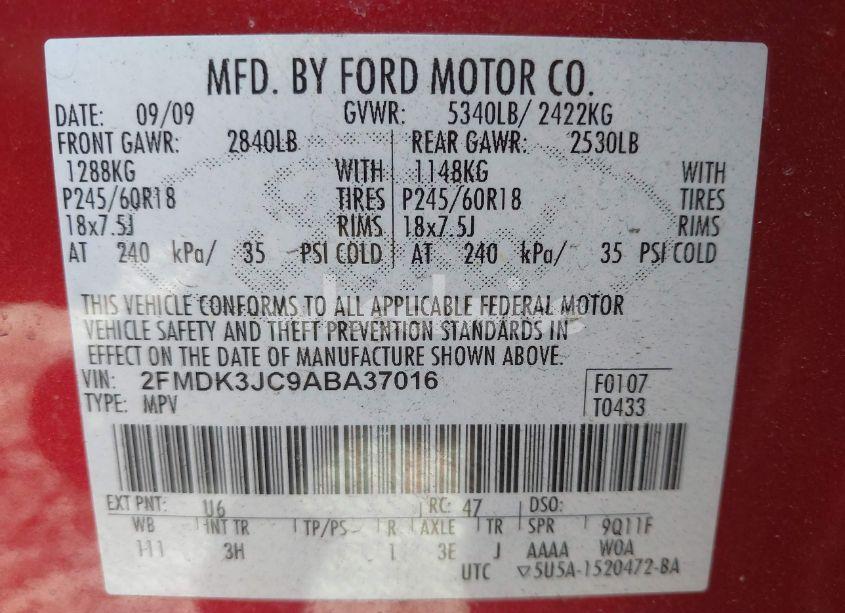 MFD. BY FORD MOTOR CO.
DATE: 09/09 GVWR: 5340LB/ 2422KG
FRONT GAWR: 2840LB REAR GAWR: 2530LB
1288KG WITH 1148KG WITH
P245/60R18 TIRES P245/60R18 TIRES
18x7.5J RIMS 18x7.5J RIMS
AT 240 kPa/ 35 PSI COLD AT 240 kPa/ 35 PSI COLD
THIS VEHICLE CONFORMS TO ALL APPLICABLE FEDERAL MOTOR
VEHICLE SAFETY AND THEFT PREVENTION STANDARDS IN
EFFECT ON THE DATE OF MANUFACTURE SHOWN ABOVE.
VIN: 2FMDK3JC9ABA37016 F0107
TYPE: MPV T0433
EXT PNT: U6 RC: 47 DSO:
WB INT TR TP/PS R AXLE TR SPR 9Q11F
111 3H 1 3E J AAAA W0A
UTC ▽5U5A-1520472-BA